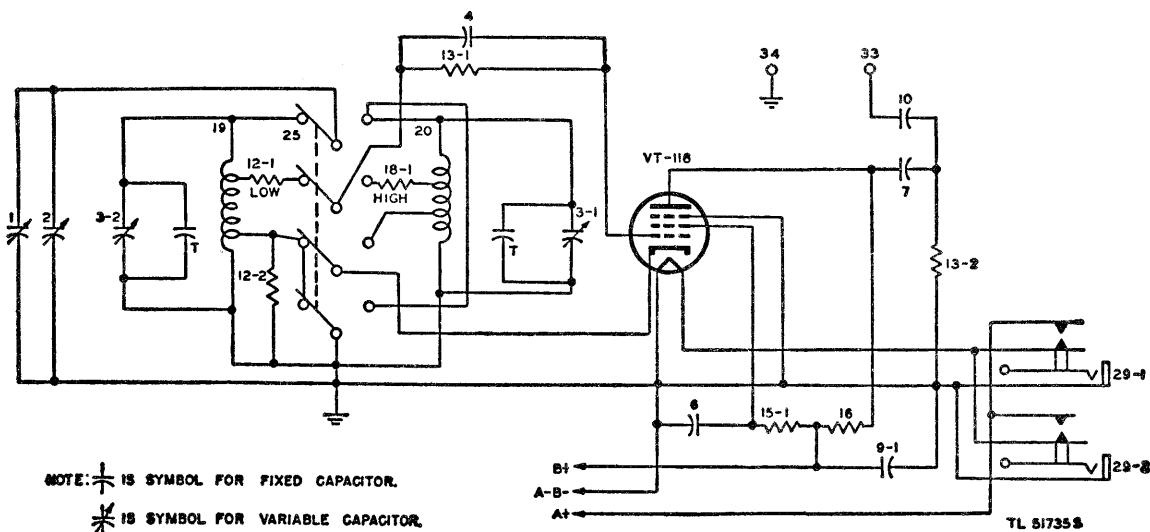 4
13-1
34
33
10
19
25
20
VT-116
7
12-1
LOW
18-1
HIGH
1
2
3-2
T
T
3-1
12-2
13-2
29-1
6
15-1
16
9-1
B+
29-2
A-B-
A+
NOTE: IS SYMBOL FOR FIXED CAPACITOR.
IS SYMBOL FOR VARIABLE CAPACITOR.
TL 51735S